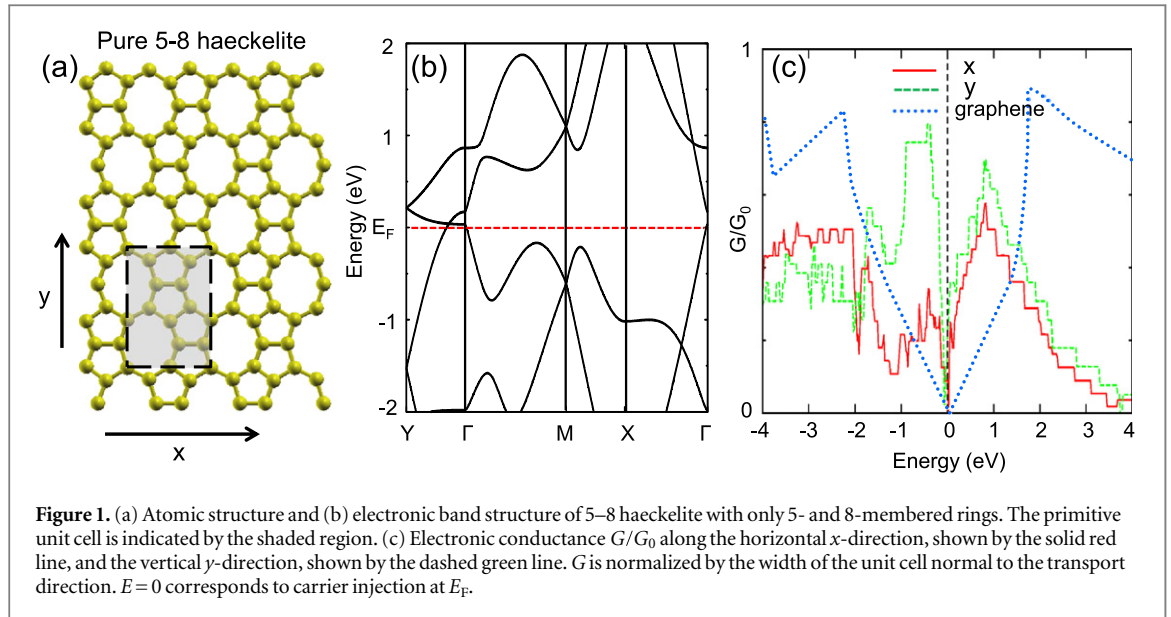 Pure 5-8 haeckelite
(a)
y
x
(b)
2
1
E_F
-1
-2
Energy (eV)
Y Γ M X Γ
(c)
x
y
graphene
1
G/G₀
0
-4 -3 -2 -1 0 1 2 3 4
Energy (eV)
Figure 1. (a) Atomic structure and (b) electronic band structure of 5–8 haeckelite with only 5- and 8-membered rings. The primitive
unit cell is indicated by the shaded region. (c) Electronic conductance G/G₀ along the horizontal x-direction, shown by the solid red
line, and the vertical y-direction, shown by the dashed green line. G is normalized by the width of the unit cell normal to the transport
direction. E = 0 corresponds to carrier injection at E_F.